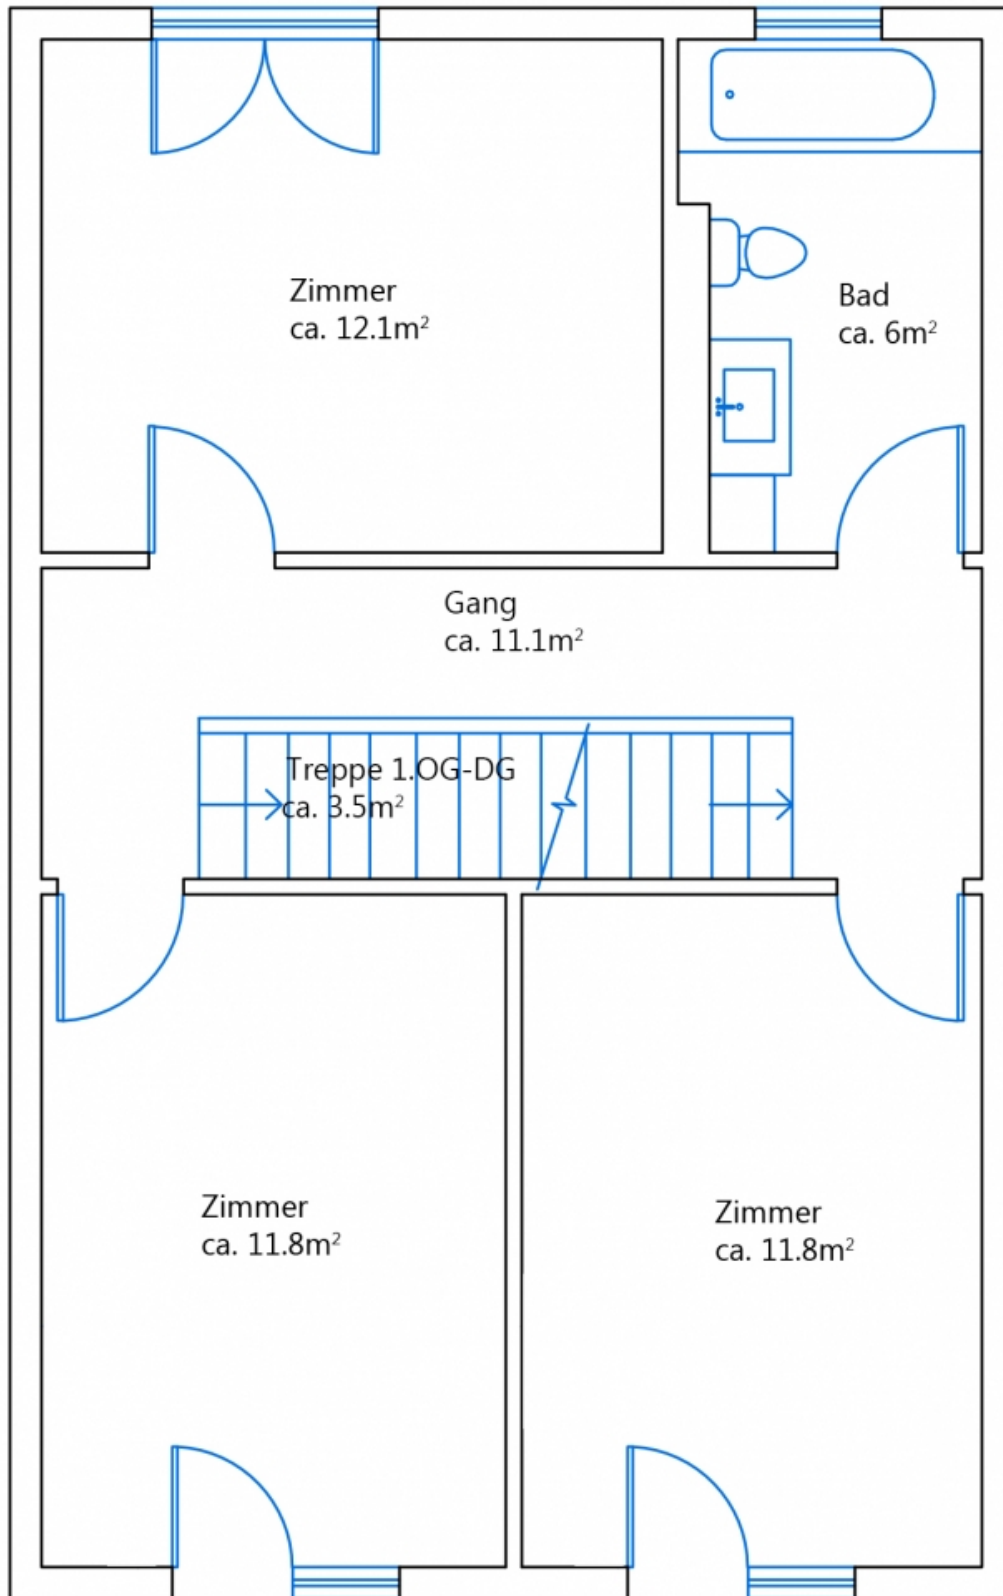 Zimmer
ca. 12.1m²
Bad
ca. 6m²
Gang
ca. 11.1m²
Treppe 1.OG-DG
ca. 3.5m²
Zimmer
ca. 11.8m²
Zimmer
ca. 11.8m²